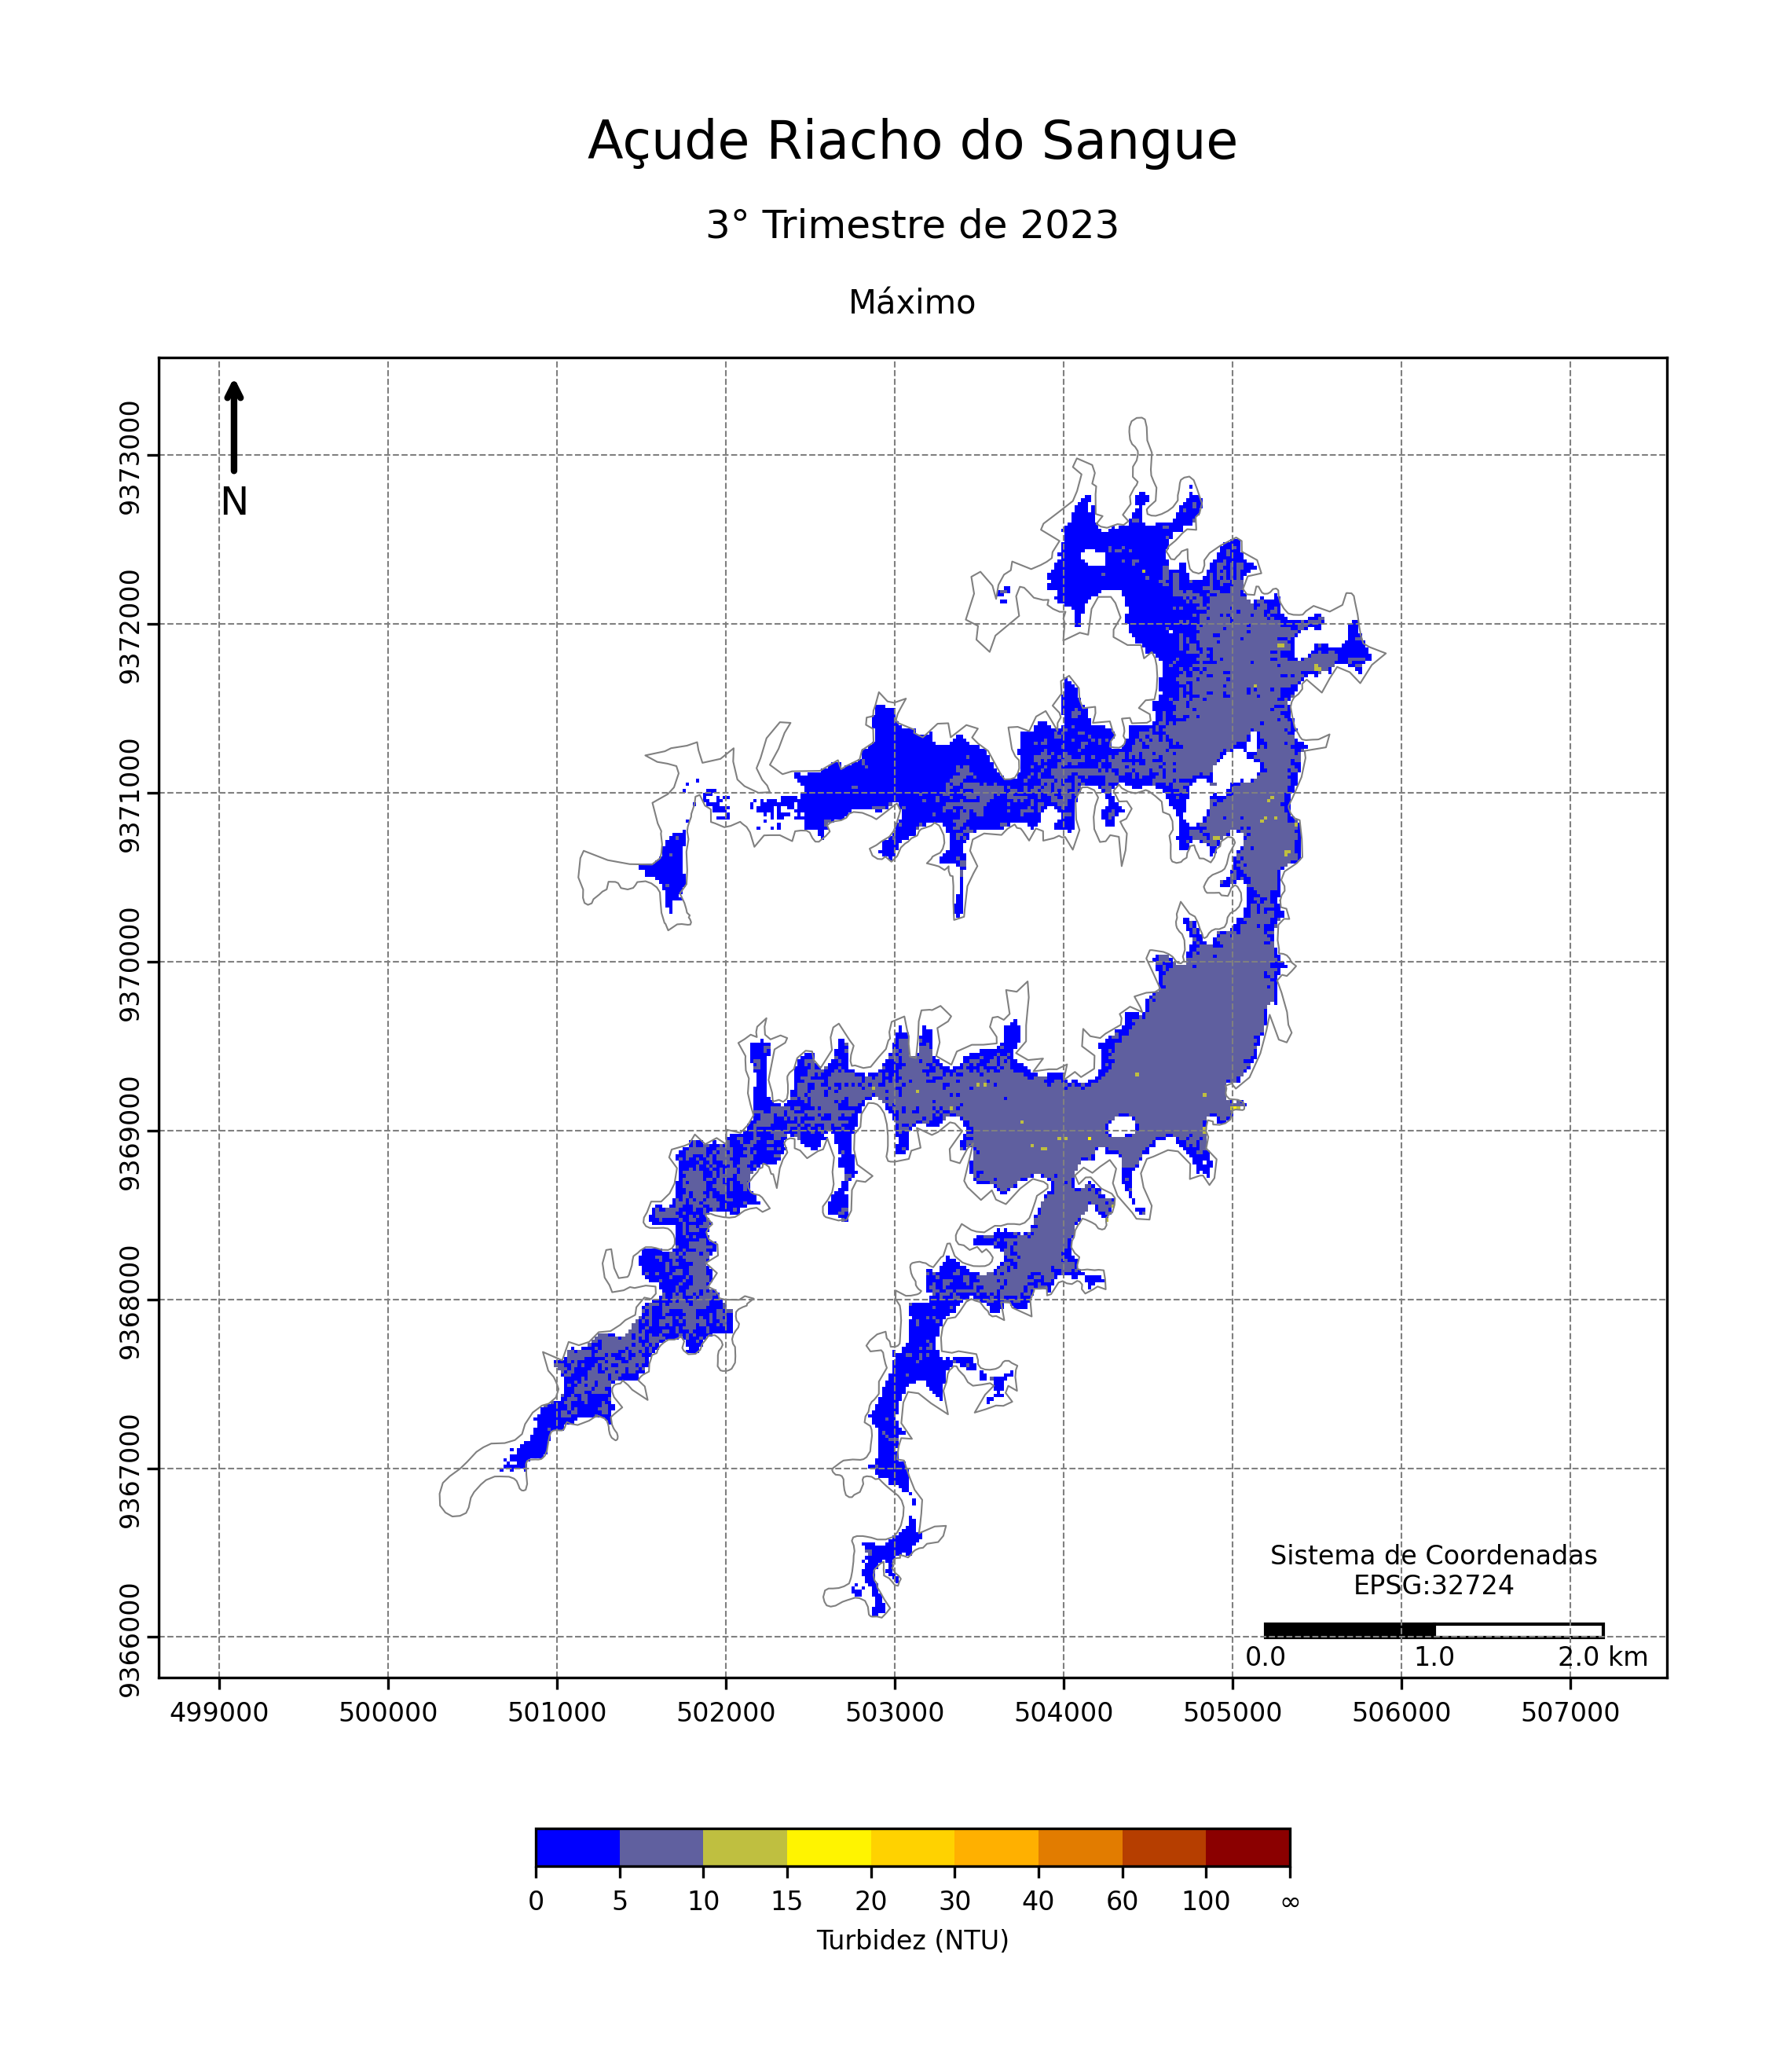 Açude Riacho do Sangue
3° Trimestre de 2023
Máximo
N
9373000
9372000
9371000
9370000
9369000
9368000
9367000
9366000
Sistema de Coordenadas
EPSG:32724
0.0 1.0 2.0 km
499000 500000 501000 502000 503000 504000 505000 506000 507000
0 5 10 15 20 30 40 60 100 ∞
Turbidez (NTU)